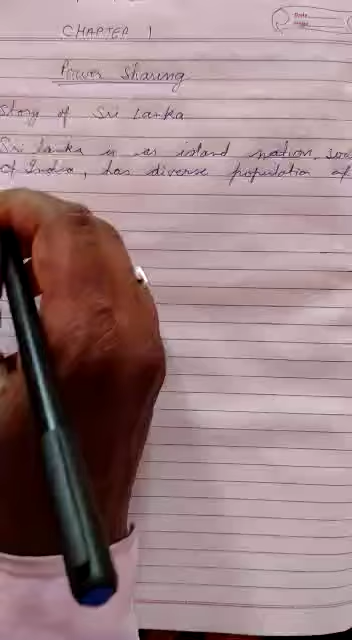 CHAPTER 1
Date
Power Sharing
story of Sri Lanka
Sri lanka is an island nation,
of India, has diverse population of